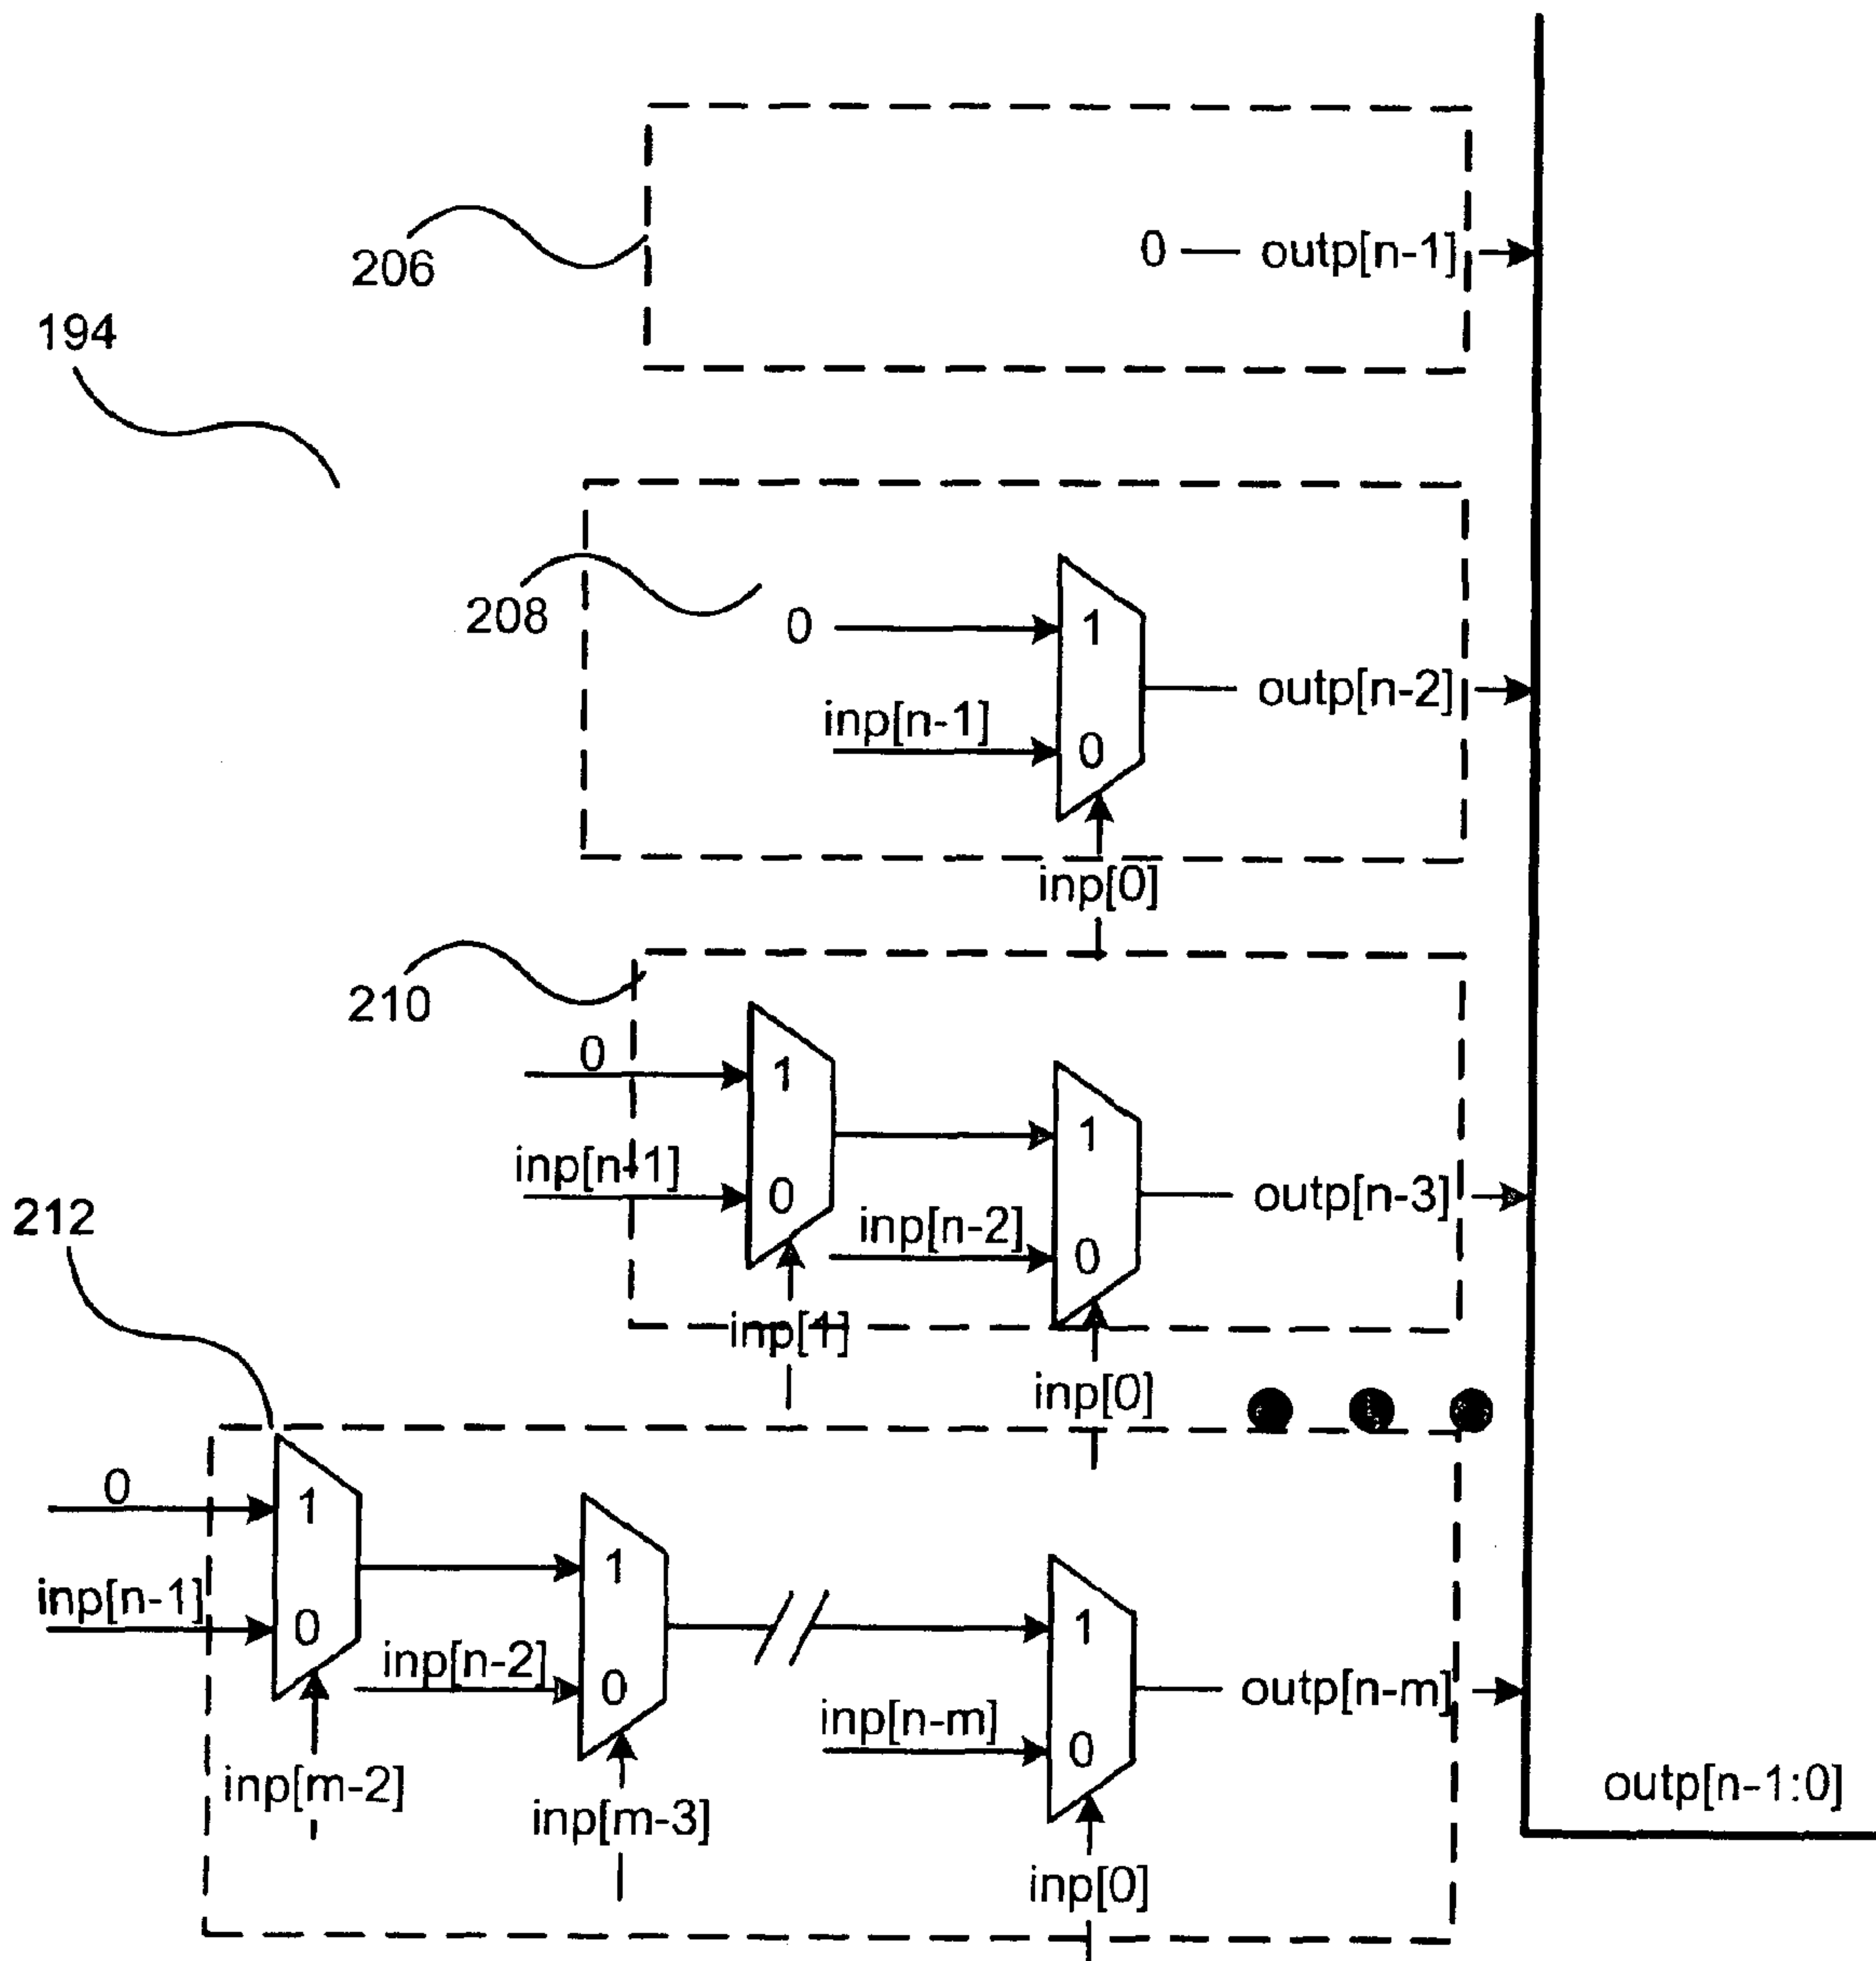 206
0
outp[n-1]
194
208
0
1
inp[n-1]
0
outp[n-2]
inp[0]
210
0
1
inp[n-1]
0
inp[n-2]
1
0
outp[n-3]
inp[1]
inp[0]
212
0
1
inp[n-1]
0
inp[n-2]
1
0
inp[n-m]
1
0
outp[n-m]
inp[m-2]
inp[m-3]
inp[0]
outp[n-1:0]